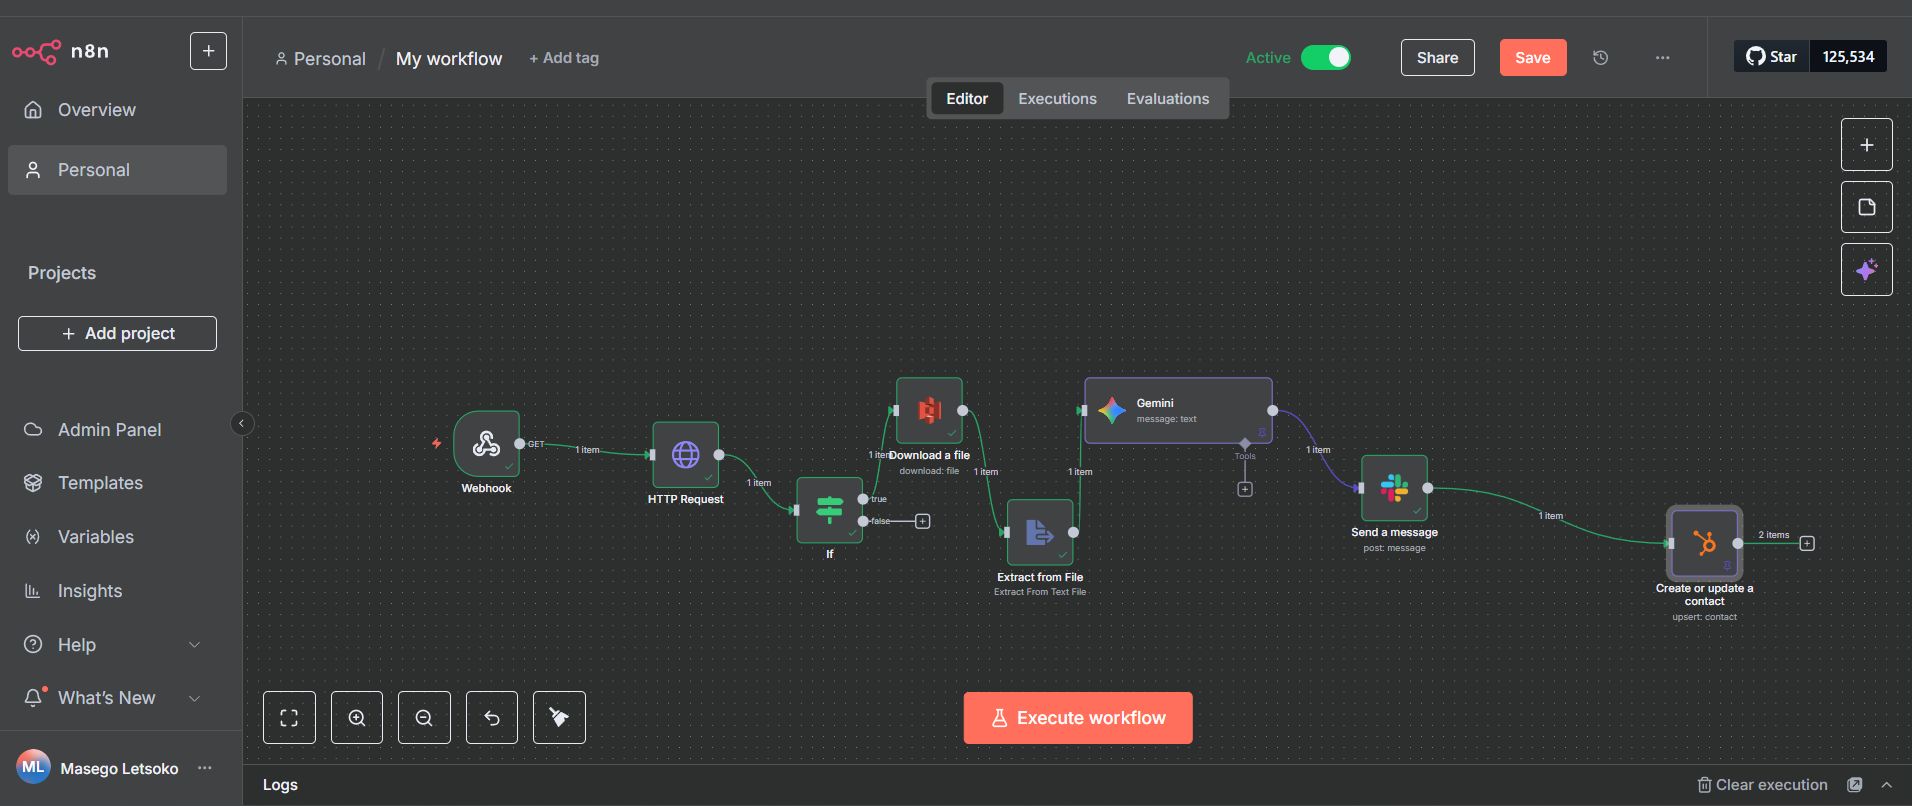 n8n
+
Personal / My workflow + Add tag
Active
Share
Save
Star 125,534
Editor Executions Evaluations
Overview
Personal
Projects
+ Add project
Admin Panel
Templates
Variables
Insights
Help
What's New
ML Masego Letsoko
GET
1 item
Webhook
HTTP Request
1 item
true
false
If
1 item
Download a file
download: file
1 item
Extract from File
Extract From Text File
1 item
Gemini
message: text
Tools
1 item
Send a message
post: message
1 item
Create or update a
contact
upsert: contact
2 items
Execute workflow
Logs
Clear execution